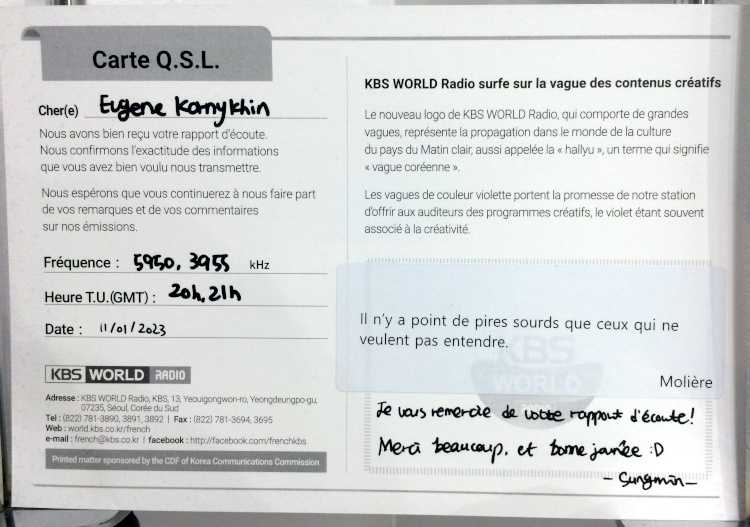 Carte Q.S.L.
Cher(e) Eugene Kornykhin
Nous avons bien reçu votre rapport d'écoute.
Nous confirmons l'exactitude des informations
que vous avez bien voulu nous transmettre.
Nous espérons que vous continuerez à nous faire part
de vos remarques et de vos commentaires
sur nos émissions.
Fréquence : 5950, 3955 kHz
Heure T.U.(GMT) : 20h, 21h
Date : 11/01/2023
KBS WORLD RADIO
Adresse : KBS WORLD Radio, KBS, 13, Yeouigongwon-ro, Yeongdeungpo-gu,
07235, Séoul, Corée du Sud
Tel : (822) 781-3890, 3891, 3892 | Fax : (822) 781-3694, 3695
Web : world.kbs.co.kr/french
e-mail : french@kbs.co.kr | facebook : http://facebook.com/frenchkbs
Printed matter sponsored by the CDF of Korea Communications Commission
KBS WORLD Radio surfe sur la vague des contenus créatifs
Le nouveau logo de KBS WORLD Radio, qui comporte de grandes
vagues, représente la propagation dans le monde de la culture
du pays du Matin clair, aussi appelée la « hallyu », un terme qui signifie
« vague coréenne ».
Les vagues de couleur violette portent la promesse de notre station
d'offrir aux auditeurs des programmes créatifs, le violet étant souvent
associé à la créativité.
Il n'y a point de pires sourds que ceux qui ne
veulent pas entendre.
Molière
KBS
WORLD
Je vous remercie de votre rapport d'écoute!
Merci beaucoup, et bonne journée :D
- Sungmin -